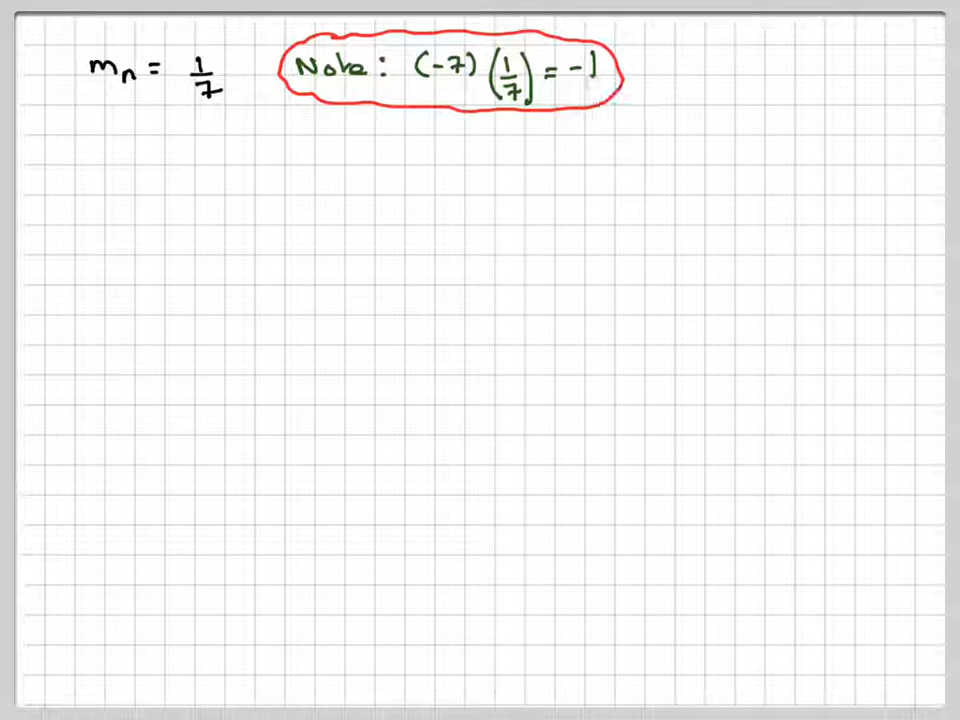 mₙ = 1/7 Note: (-7)(1/7) = -1